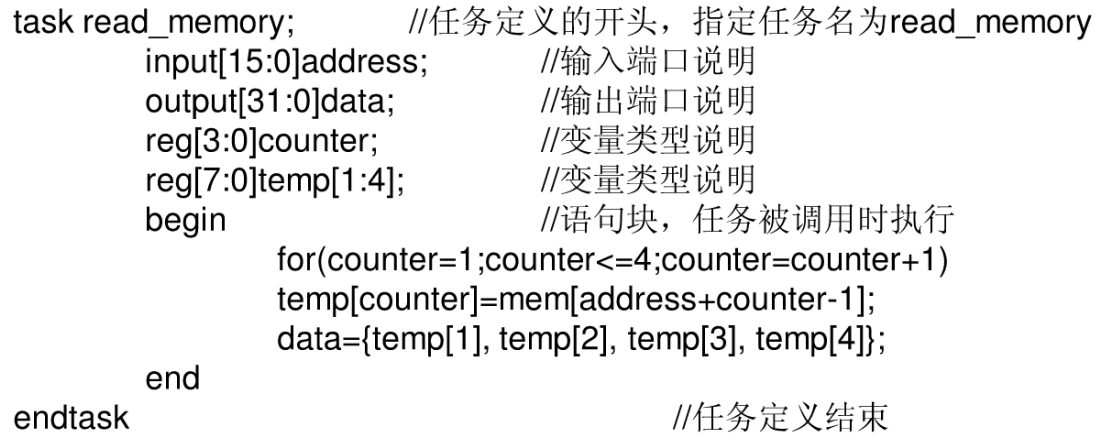 task read_memory; //任务定义的开头，指定任务名为read_memory
input[15:0]address; //输入端口说明
output[31:0]data; //输出端口说明
reg[3:0]counter; //变量类型说明
reg[7:0]temp[1:4]; //变量类型说明
begin //语句块，任务被调用时执行
for(counter=1;counter<=4;counter=counter+1)
temp[counter]=mem[address+counter-1];
data={temp[1], temp[2], temp[3], temp[4]};
end
endtask //任务定义结束